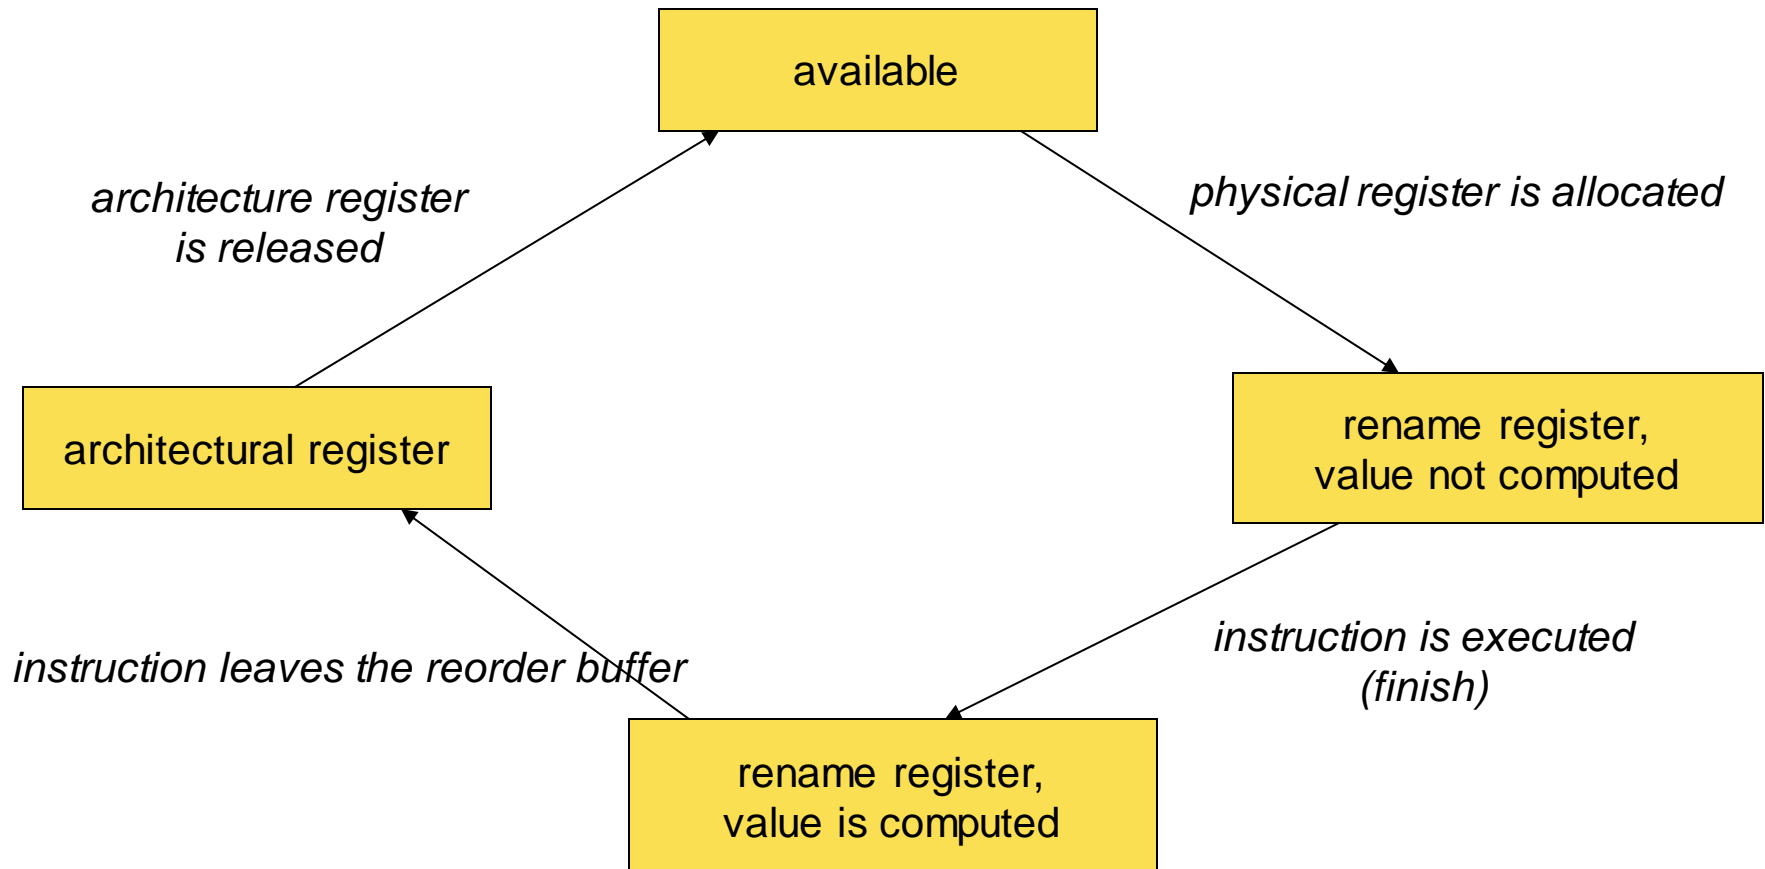 available
architecture register
is released
physical register is allocated
architectural register
rename register,
value not computed
instruction leaves the reorder buffer
instruction is executed
(finish)
rename register,
value is computed